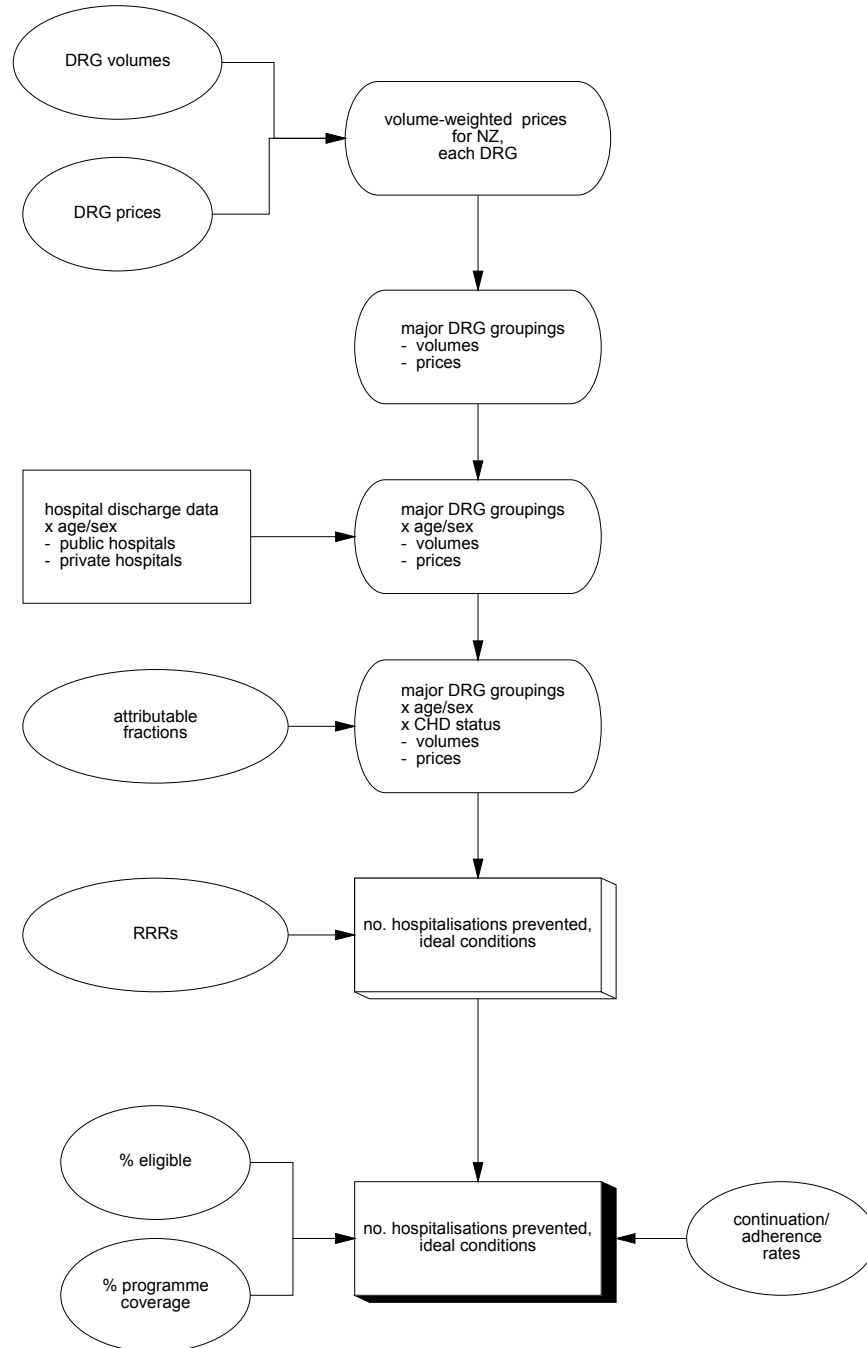 DRG volumes
volume-weighted prices
for NZ,
each DRG
DRG prices
major DRG groupings
- volumes
- prices
hospital discharge data
x age/sex
- public hospitals
- private hospitals
major DRG groupings
x age/sex
- volumes
- prices
attributable
fractions
major DRG groupings
x age/sex
x CHD status
- volumes
- prices
RRRs
no. hospitalisations prevented,
ideal conditions
% eligible
% programme
coverage
no. hospitalisations prevented,
ideal conditions
continuation/
adherence
rates